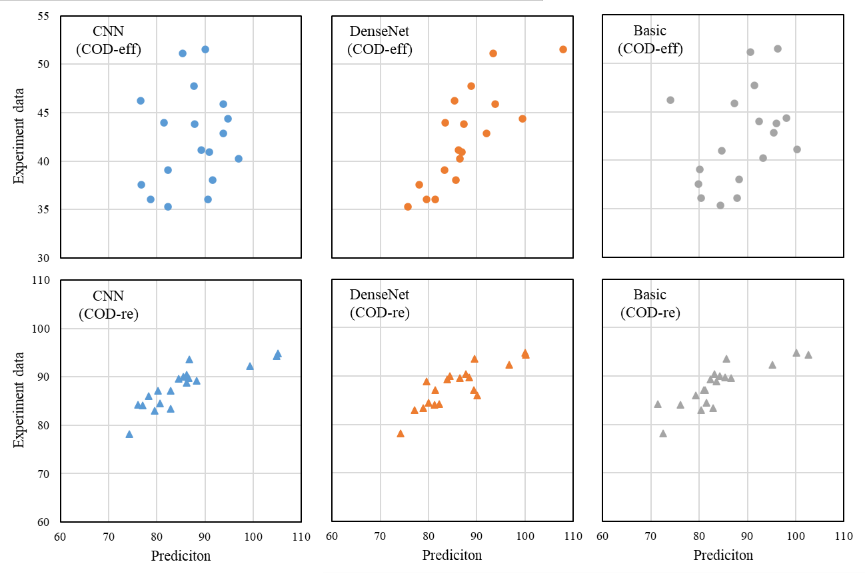 CNN
(COD-eff)
DenseNet
(COD-eff)
Basic
(COD-eff)
Experiment data
55
50
45
40
35
30
CNN
(COD-re)
DenseNet
(COD-re)
Basic
(COD-re)
Experiment data
110
100
90
80
70
60
60 70 80 90 100 110
60 70 80 90 100 110
60 70 80 90 100 110
Prediciton
Prediciton
Prediciton